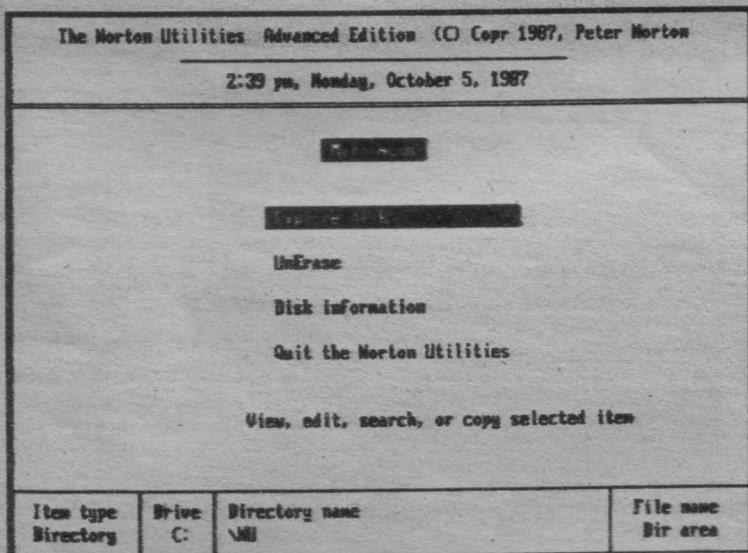 The Norton Utilities Advanced Edition (C) Copr 1987, Peter Norton
2:39 pm, Monday, October 5, 1987
Explore disk
UnErase
Disk information
Quit the Norton Utilities
View, edit, search, or copy selected item
Item type Drive Directory name File name
Directory C: \NU Dir area